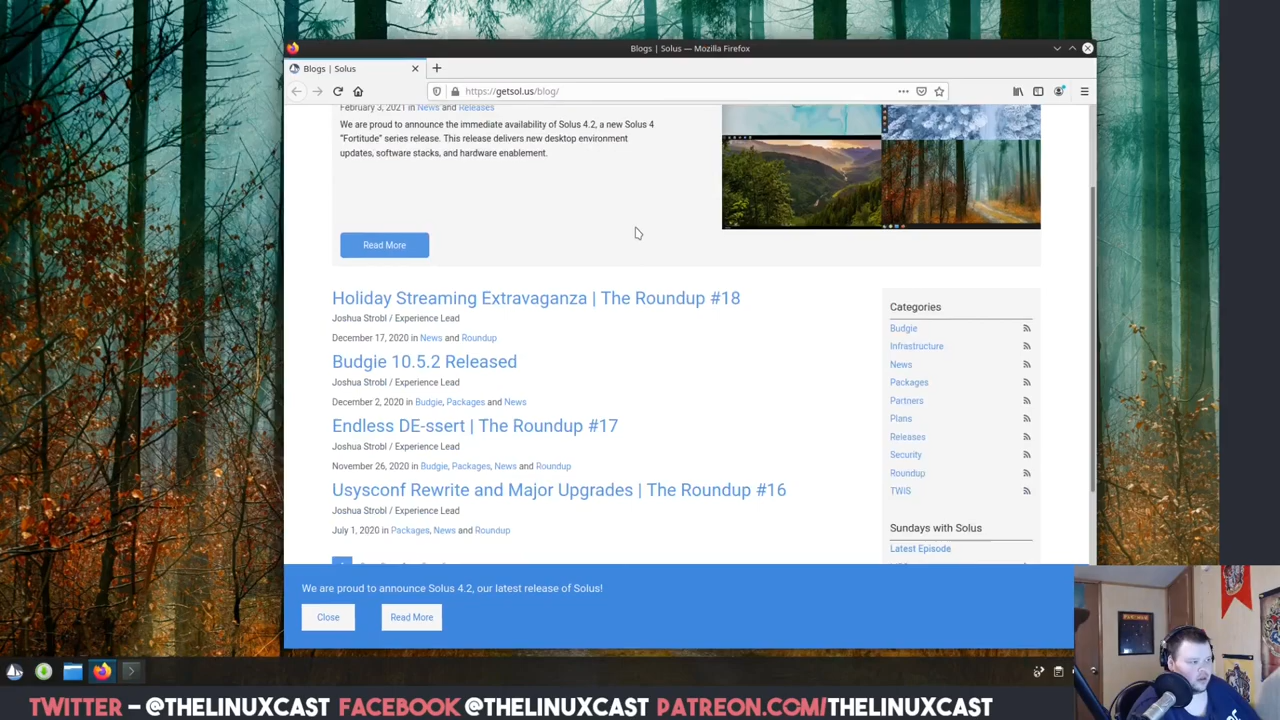 Blogs | Solus — Mozilla Firefox
Blogs | Solus
https://getsol.us/blog/
February 3, 2021 in News and Releases
We are proud to announce the immediate availability of Solus 4.2, a new Solus 4
“Fortitude” series release. This release delivers new desktop environment
updates, software stacks, and hardware enablement.
Read More
Holiday Streaming Extravaganza | The Roundup #18
Joshua Strobl / Experience Lead
December 17, 2020 in News and Roundup
Budgie 10.5.2 Released
Joshua Strobl / Experience Lead
December 2, 2020 in Budgie, Packages and News
Endless DE-ssert | The Roundup #17
Joshua Strobl / Experience Lead
November 26, 2020 in Budgie, Packages, News and Roundup
Usysconf Rewrite and Major Upgrades | The Roundup #16
Joshua Strobl / Experience Lead
July 1, 2020 in Packages, News and Roundup
Categories
Budgie
Infrastructure
News
Packages
Partners
Plans
Releases
Security
Roundup
TWIS
Sundays with Solus
Latest Episode
We are proud to announce Solus 4.2, our latest release of Solus!
Close
Read More
TWITTER – @THELINUXCAST FACEBOOK @THELINUXCAST PATREON.COM/THELINUXCAST